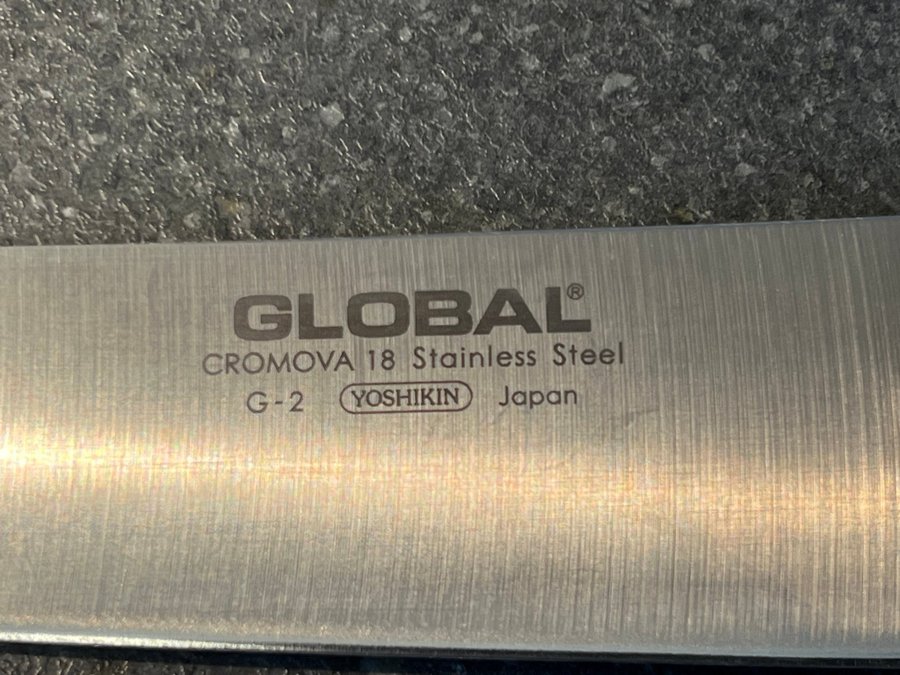 GLOBAL®
CROMOVA 18 Stainless Steel
G-2 YOSHIKIN Japan